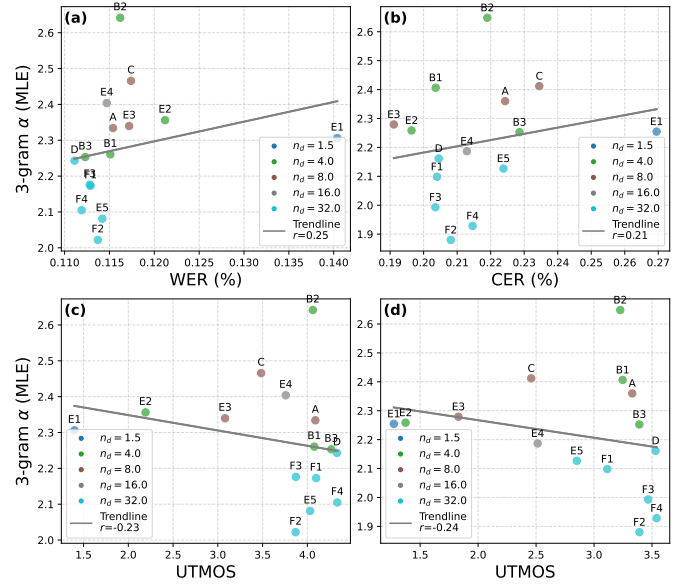 (a)
B2
C
E4
A
E3
E2
E1
D
B3
B1
F3
F1
F4
E5
F2
3-gram α (MLE)
2.6
2.5
2.4
2.3
2.2
2.1
2.0
n_d = 1.5
n_d = 4.0
n_d = 8.0
n_d = 16.0
n_d = 32.0
Trendline
r=0.25
0.110 0.115 0.120 0.125 0.130 0.135 0.140
WER (%)
(b)
B2
B1
A
C
E3
E2
B3
E1
D
E4
F1
E5
F3
F4
F2
2.6
2.5
2.4
2.3
2.2
2.1
2.0
1.9
n_d = 1.5
n_d = 4.0
n_d = 8.0
n_d = 16.0
n_d = 32.0
Trendline
r=0.21
0.19 0.20 0.21 0.22 0.23 0.24 0.25 0.26 0.27
CER (%)
(c)
B2
C
E4
E2
E3
A
E1
B1
B3
D
F3
F1
F4
E5
F2
3-gram α (MLE)
2.6
2.5
2.4
2.3
2.2
2.1
2.0
n_d = 1.5
n_d = 4.0
n_d = 8.0
n_d = 16.0
n_d = 32.0
Trendline
r=-0.23
1.5 2.0 2.5 3.0 3.5 4.0
UTMOS
(d)
B2
C
B1
A
E1
E2
E3
B3
E4
D
E5
F1
F3
F4
F2
2.6
2.5
2.4
2.3
2.2
2.1
2.0
1.9
n_d = 1.5
n_d = 4.0
n_d = 8.0
n_d = 16.0
n_d = 32.0
Trendline
r=-0.24
1.5 2.0 2.5 3.0 3.5
UTMOS